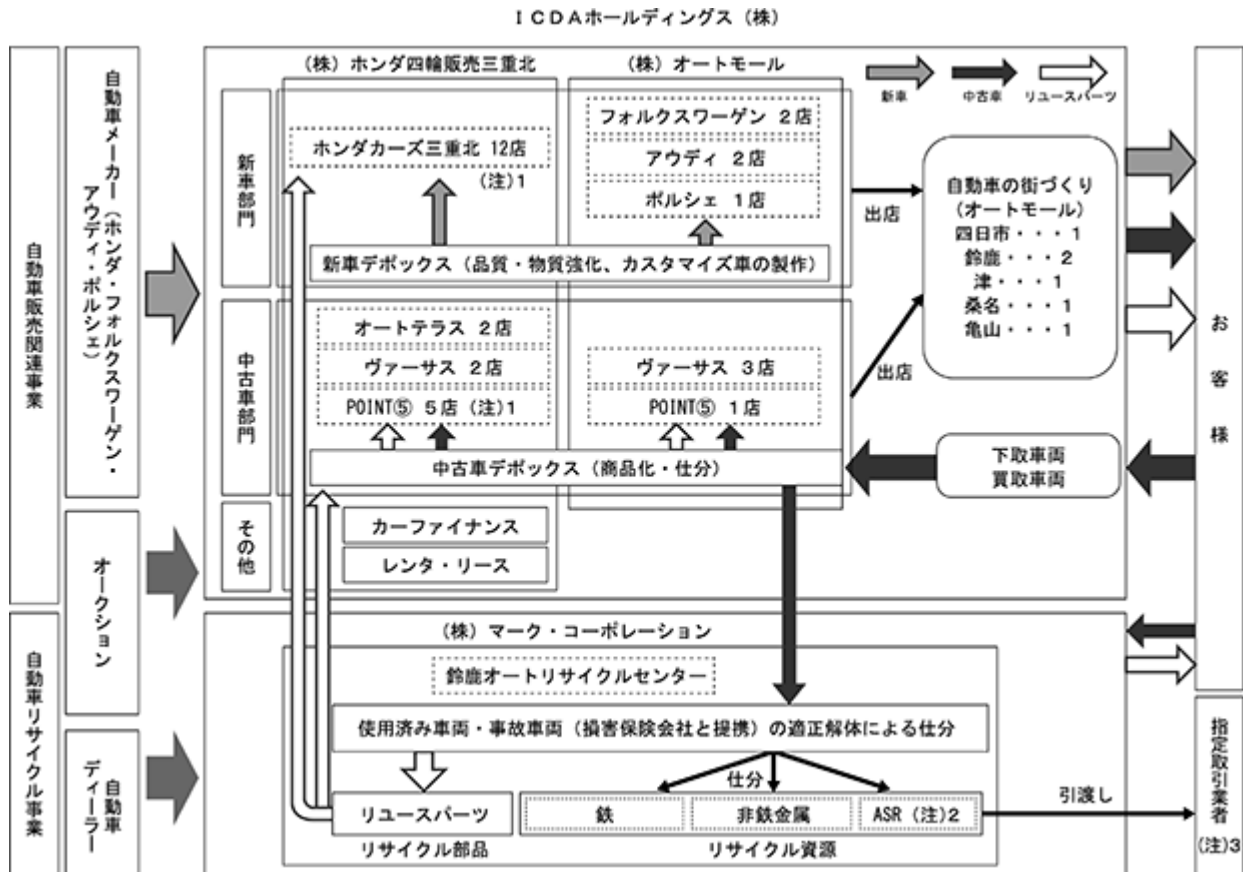 ＩＣＤＡホールディングス（株）
自動車販売関連事業
自動車リサイクル事業
自動車メーカー（ホンダ・フォルクスワーゲン・
アウディ・ポルシェ）
オークション
自動車
ディーラー
（株）ホンダ四輪販売三重北
（株）オートモール
新車
中古車
リユースパーツ
新車部門
ホンダカーズ三重北 12店
(注)1
フォルクスワーゲン 2店
アウディ 2店
ポルシェ 1店
新車デポックス（品質・物質強化、カスタマイズ車の製作）
出店
自動車の街づくり
(オートモール)
四日市・・・1
鈴鹿・・・2
津・・・1
桑名・・・1
亀山・・・1
中古車部門
オートテラス 2店
ヴァーサス 2店
POINT⑤ 5店 (注)1
ヴァーサス 3店
POINT⑤ 1店
出店
中古車デポックス（商品化・仕分）
下取車両
買取車両
お客様
その他
カーファイナンス
レンタ・リース
（株）マーク・コーポレーション
鈴鹿オートリサイクルセンター
使用済み車両・事故車両（損害保険会社と提携）の適正解体による仕分
仕分
リユースパーツ
リサイクル部品
鉄
非鉄金属
ASR (注)2
リサイクル資源
引渡し
指定取引業者
(注)3